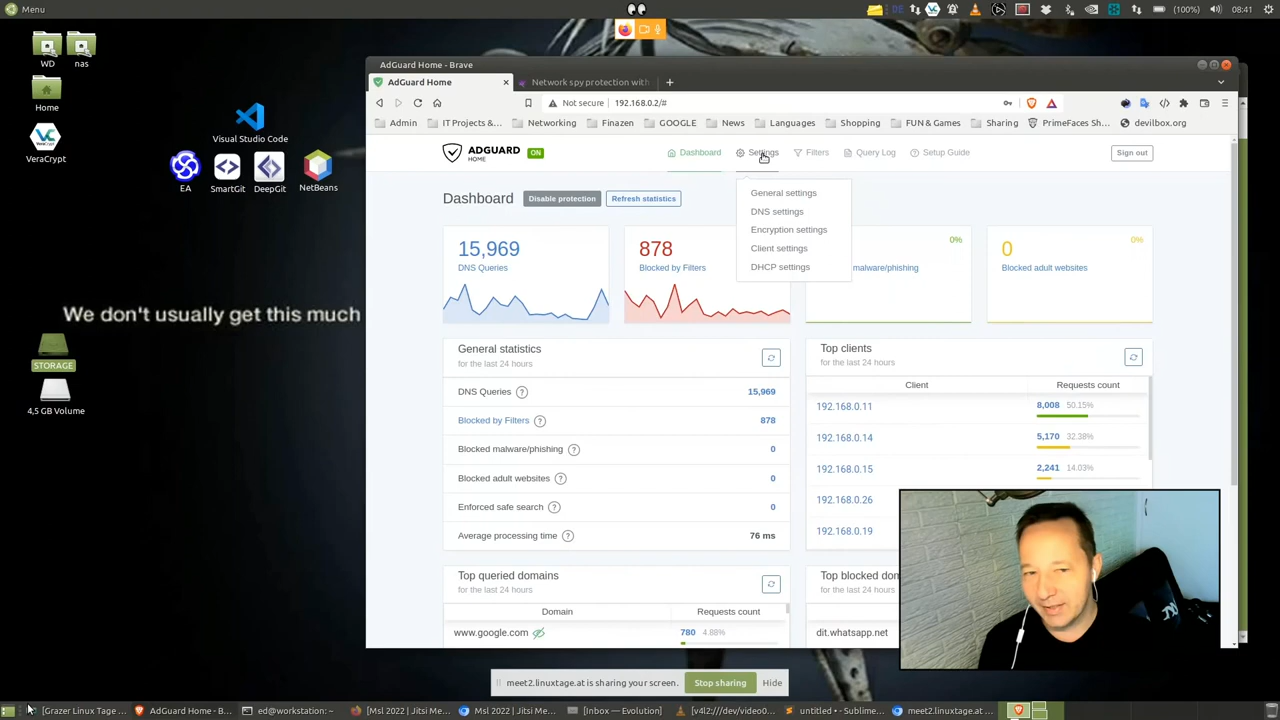 Menu
DE
(100%)
08:41
WD
nas
Home
VeraCrypt
Visual Studio Code
EA
SmartGit
DeepGit
NetBeans
We don't usually get this much
STORAGE
4,5 GB Volume
AdGuard Home - Brave
AdGuard Home
Network spy protection with
Not secure
192.168.0.2/#
Admin
IT Projects &...
Networking
Finazen
GOOGLE
News
Languages
Shopping
FUN & Games
Sharing
PrimeFaces Sh...
devilbox.org
ADGUARD
HOME
ON
Dashboard
Settings
Filters
Query Log
Setup Guide
Sign out
General settings
DNS settings
Encryption settings
Client settings
DHCP settings
Dashboard
Disable protection
Refresh statistics
15,969
DNS Queries
878
Blocked by Filters
0%
malware/phishing
0
0%
Blocked adult websites
General statistics
for the last 24 hours
DNS Queries ?
15,969
Blocked by Filters ?
878
Blocked malware/phishing ?
0
Blocked adult websites ?
0
Enforced safe search ?
0
Average processing time ?
76 ms
Top clients
for the last 24 hours
Client
Requests count
192.168.0.11
8,008 50.15%
192.168.0.14
5,170 32.38%
192.168.0.15
2,241 14.03%
192.168.0.26
192.168.0.19
Top queried domains
for the last 24 hours
Domain
Requests count
www.google.com
780 4.88%
Top blocked dom
for the last 24 hours
dit.whatsapp.net
meet2.linuxtage.at is sharing your screen.
Stop sharing
Hide
[Grazer Linux Tage ...
AdGuard Home - Bra...
ed@workstation: ~
[Msl 2022 | Jitsi Me...
Msl 2022 | Jitsi Me...
[Inbox — Evolution]
[v4l2:///dev/video0...
untitled • - Sublime...
meet2.linuxtage.at ...